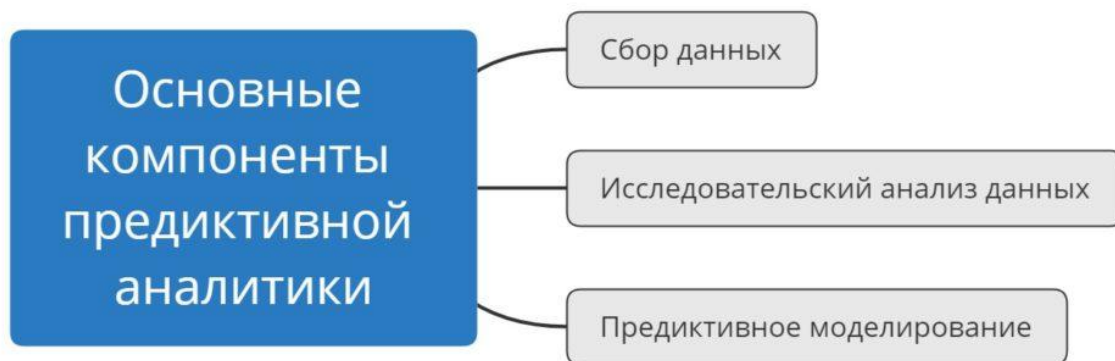 Основные
компоненты
предиктивной
аналитики
Сбор данных
Исследовательский анализ данных
Предиктивное моделирование